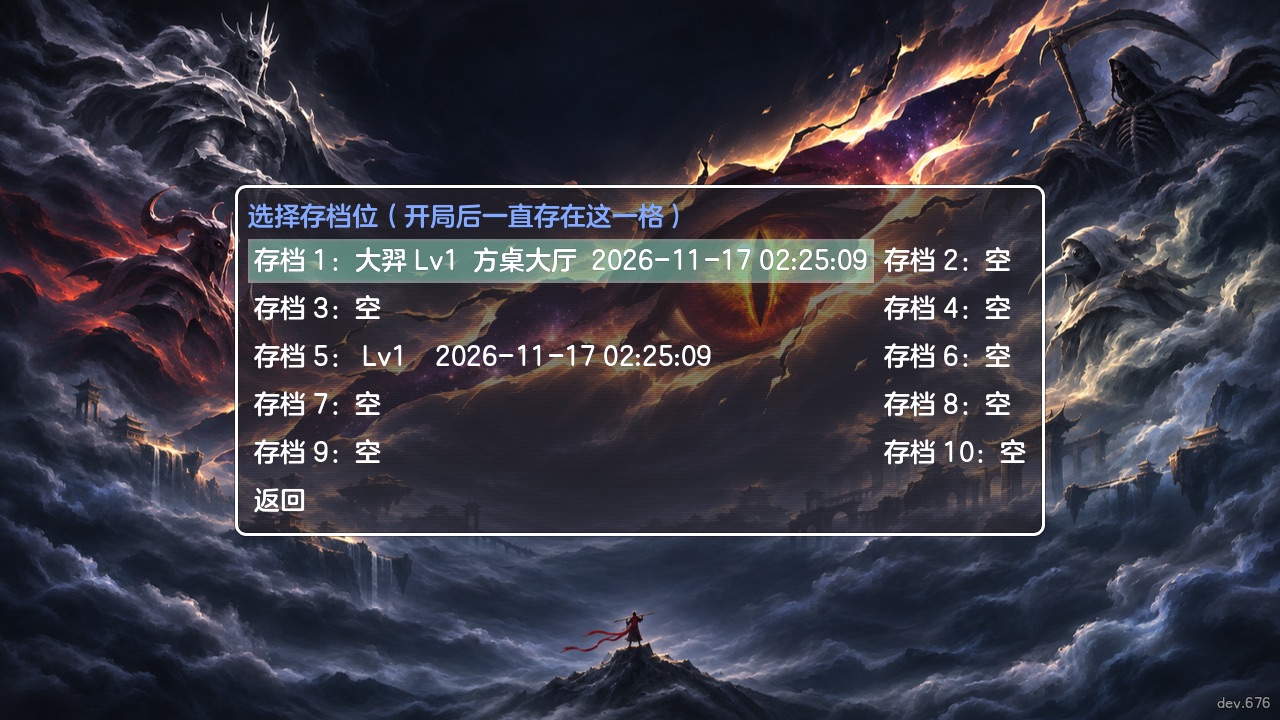 选择存档位（开局后一直存在这一格）
存档 1：大羿 Lv1 方桌大厅 2026-11-17 02:25:09 存档 2：空
存档 3：空 存档 4：空
存档 5： Lv1 2026-11-17 02:25:09 存档 6：空
存档 7：空 存档 8：空
存档 9：空 存档 10：空
返回
dev.676